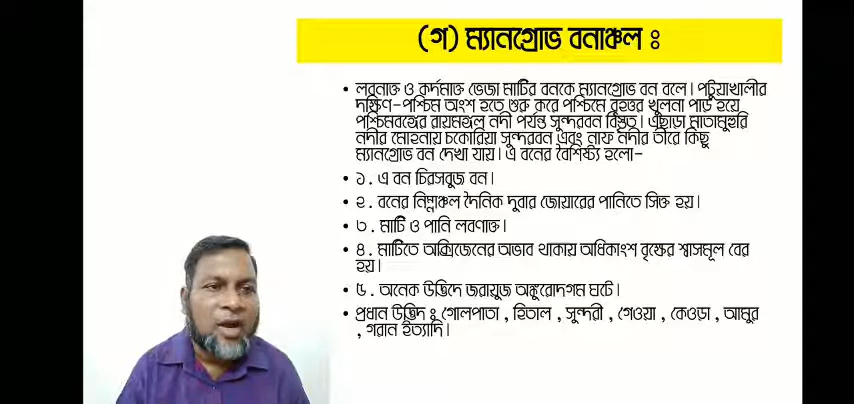 (গ) ম্যানগ্রোভ বনাঞ্চল ঃ
• লবনাক্ত ও কর্দমাক্ত ভেজা মাটির বনকে ম্যানগ্রোভ বন বলে। পটুয়াখালীর
দক্ষিণ-পশ্চিম অংশ হতে শুরু করে পশ্চিমে বৃহত্তর খুলনা পাড় হয়ে
পশ্চিমবঙ্গের রায়মঙ্গল নদী পর্যন্ত সুন্দরবন বিস্তৃত। এছাড়া মাতামুহুরি
নদীর মোহনায় চকোরিয়া সুন্দরবন এবং নাফ নদীর তীরে কিছু
ম্যানগ্রোভ বন দেখা যায়। এ বনের বৈশিষ্ট্য হলো-
• ১. এ বন চিরসবুজ বন।
• ২. বনের নিম্নাঞ্চল দৈনিক দুবার জোয়ারের পানিতে সিক্ত হয়।
• ৩. মাটি ও পানি লবণাক্ত।
• ৪. মাটিতে অক্সিজেনের অভাব থাকায় অধিকাংশ বৃক্ষের শ্বাসমূল বের
হয়।
• ৫. অনেক উদ্ভিদে জরায়ুজ অঙ্কুরোদগম ঘটে।
• প্রধান উদ্ভিদ ঃ গোলপাতা , হিতাল , সুন্দরী , গেওয়া , কেওড়া , আমুর
, গরান ইত্যাদি।